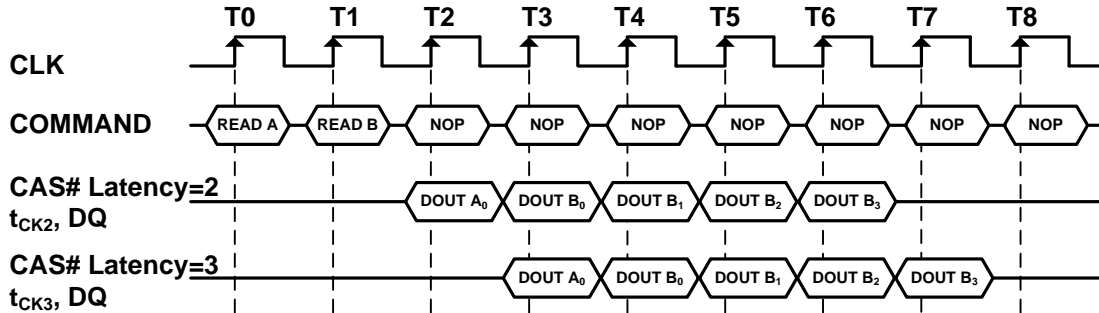 T0 T1 T2 T3 T4 T5 T6 T7 T8
CLK
COMMAND READ A READ B NOP NOP NOP NOP NOP NOP NOP
CAS# Latency=2
tCK2, DQ DOUT A0 DOUT B0 DOUT B1 DOUT B2 DOUT B3
CAS# Latency=3
tCK3, DQ DOUT A0 DOUT B0 DOUT B1 DOUT B2 DOUT B3